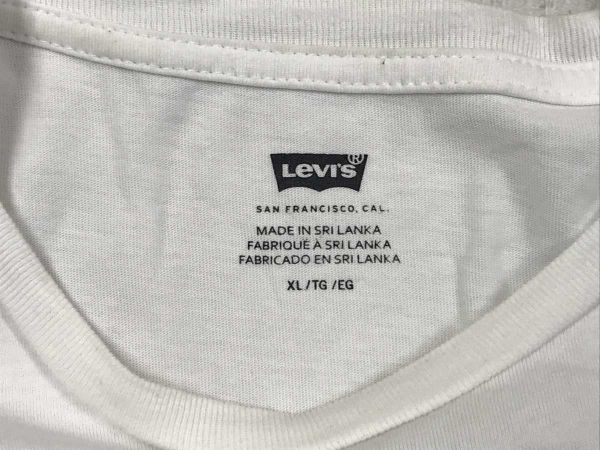 Levi's®
SAN FRANCISCO, CAL.
MADE IN SRI LANKA
FABRIQUÉ À SRI LANKA
FABRICADO EN SRI LANKA
XL/TG/EG